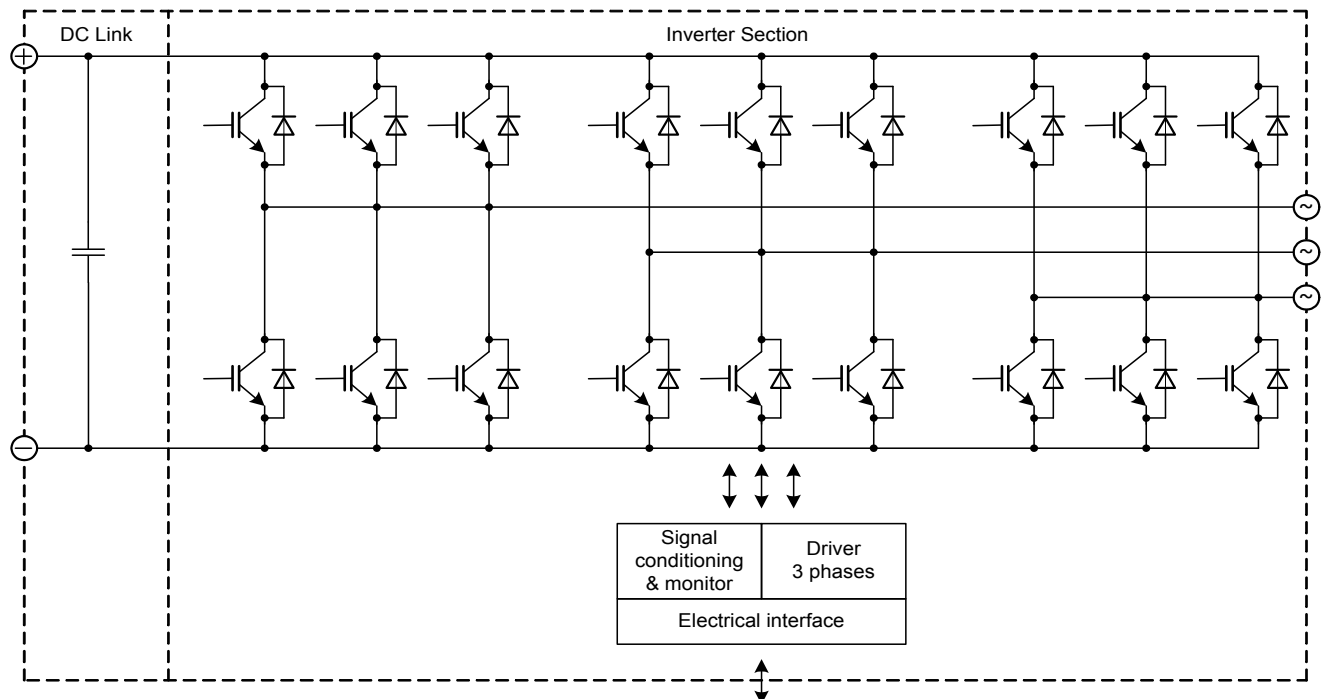 DC Link
Inverter Section
+
~
~
~
−
Signal
conditioning
& monitor
Driver
3 phases
Electrical interface